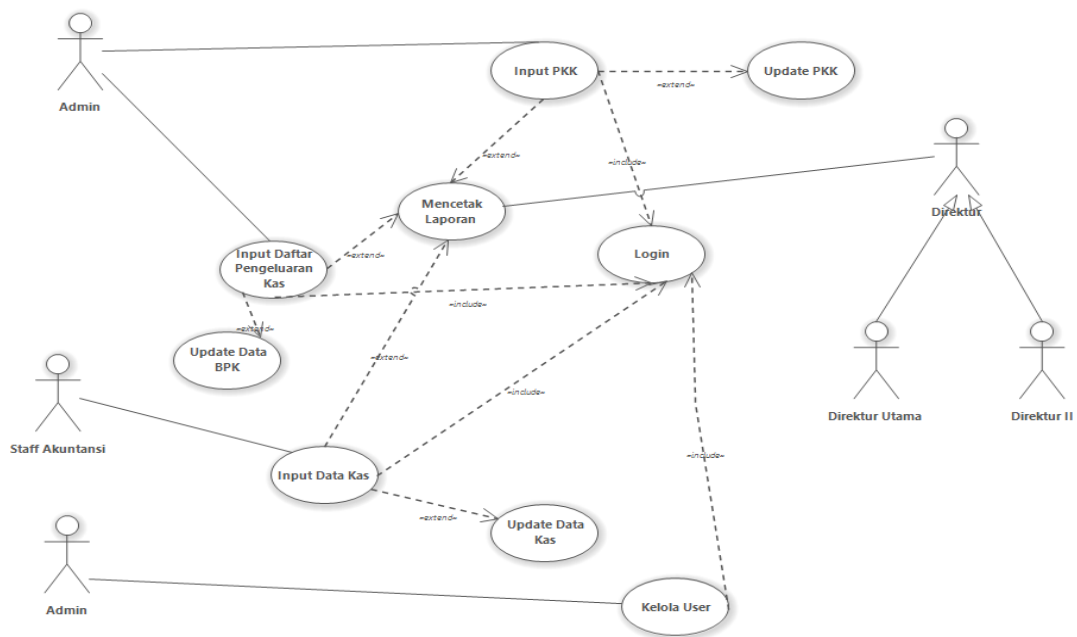 Admin
Input PKK
«extend»
Update PKK
«extend»
«include»
Mencetak
Laporan
Direktur
Input Daftar
Pengeluaran
Kas
«extend»
Login
«include»
«extend»
Update Data
BPK
«extend»
Staff Akuntansi
«include»
Direktur Utama
Direktur II
Input Data Kas
«include»
«extend»
Update Data
Kas
Admin
Kelola User